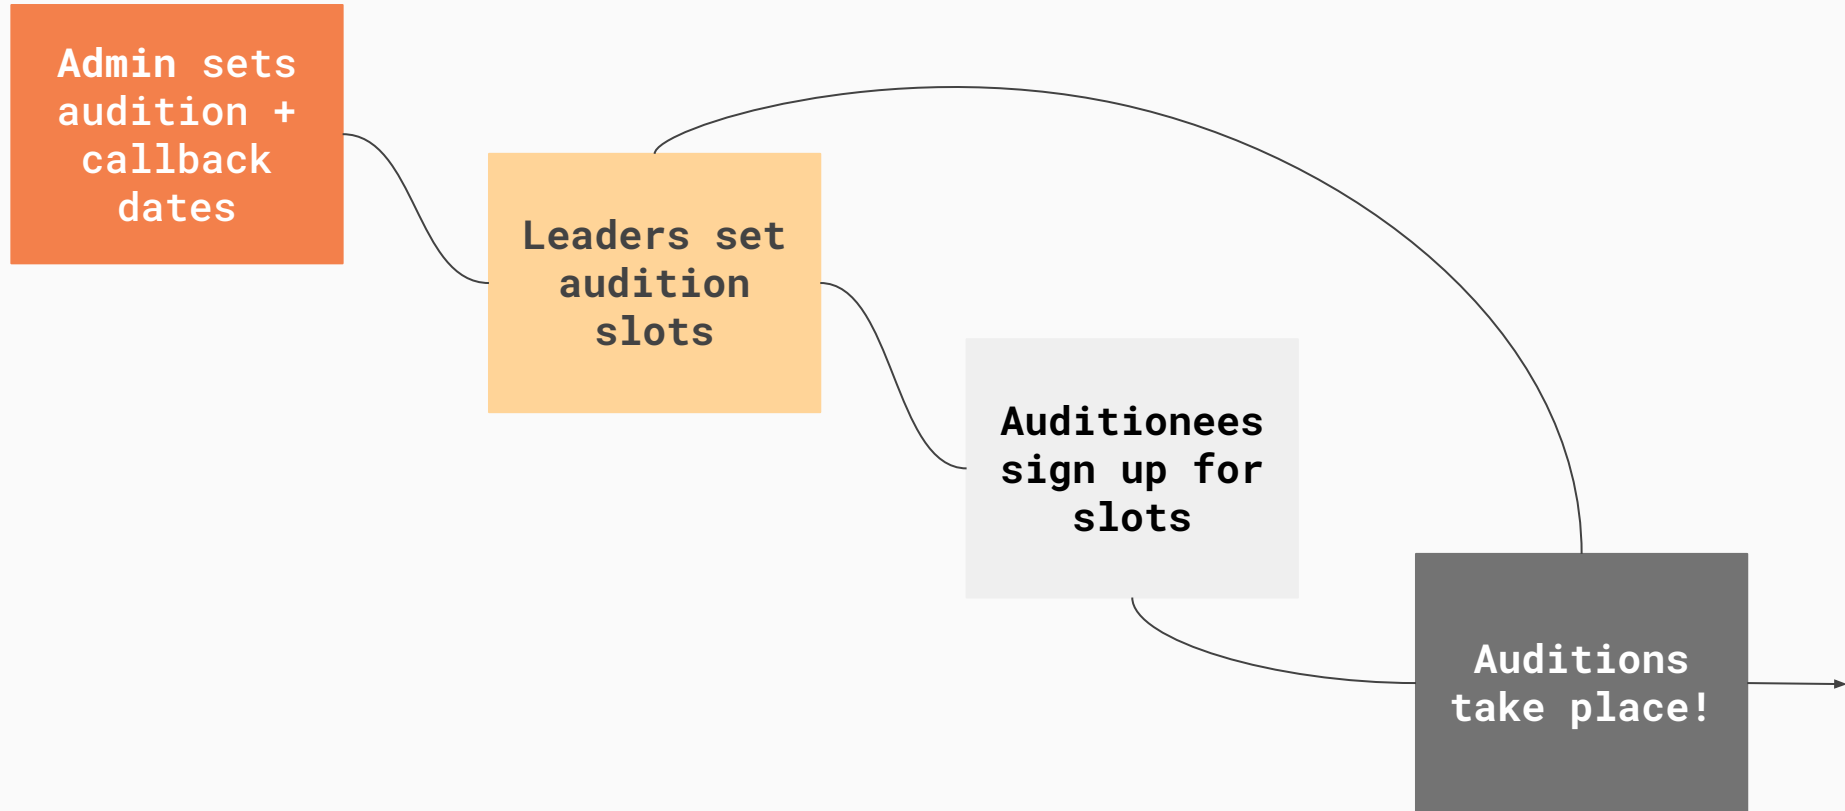 Admin sets
audition +
callback
dates
Leaders set
audition
slots
Auditionees
sign up for
slots
Auditions
take place!